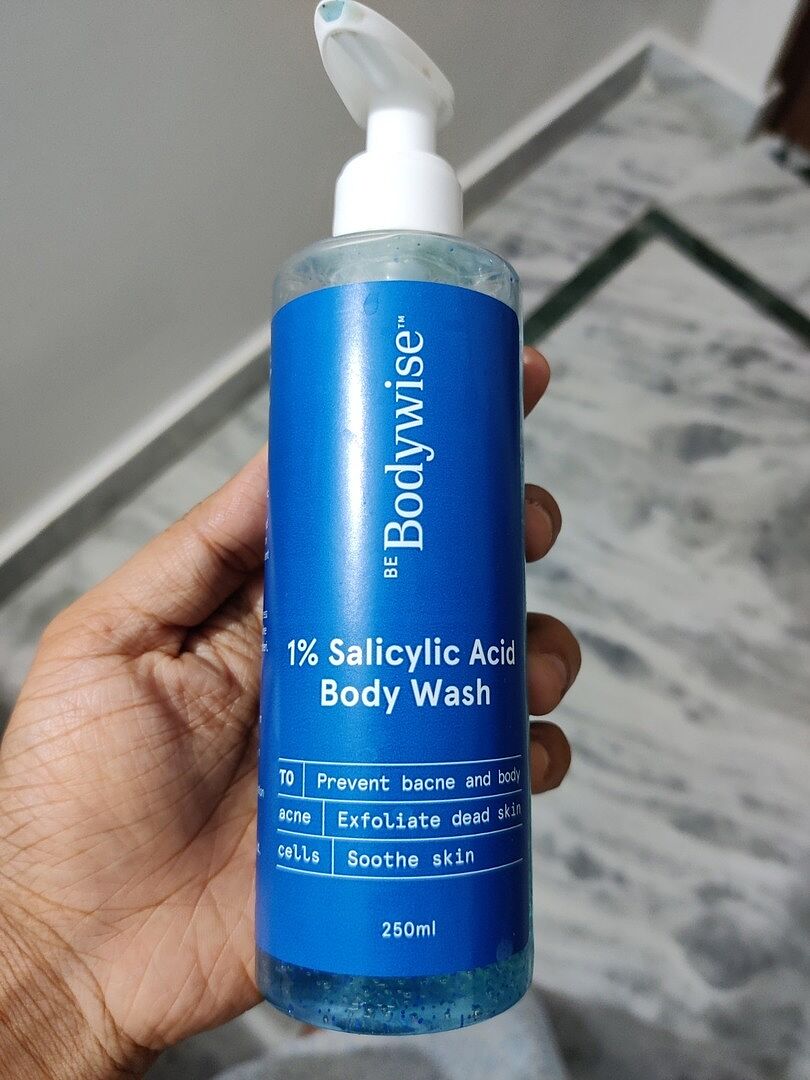 BE Bodywise™
1% Salicylic Acid
Body Wash
TO Prevent bacne and body
acne Exfoliate dead skin
cells Soothe skin
250ml